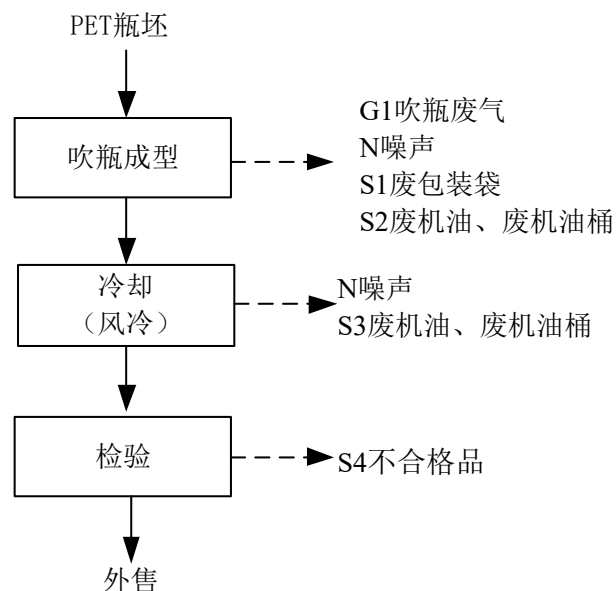 PET瓶坯
吹瓶成型
G1吹瓶废气
N噪声
S1废包装袋
S2废机油、废机油桶
冷却
（风冷）
N噪声
S3废机油、废机油桶
检验
S4不合格品
外售